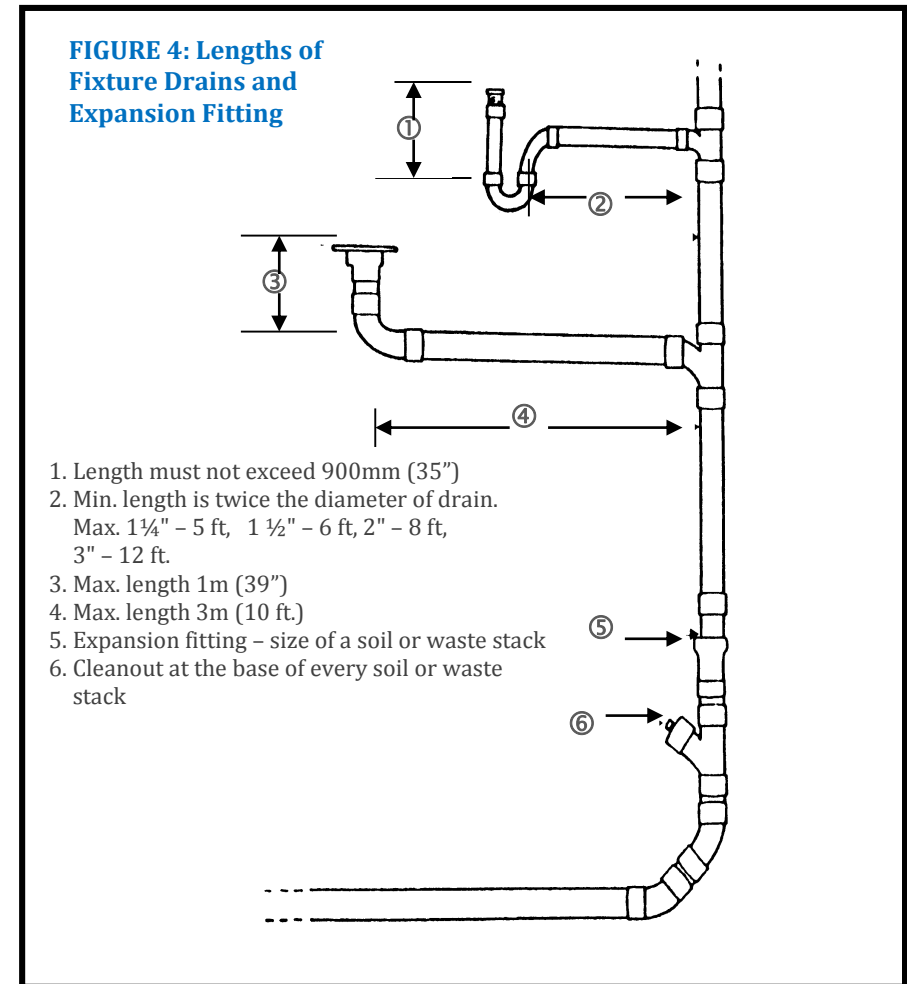 FIGURE 4: Lengths of
Fixture Drains and
Expansion Fitting
①
②
③
④
1. Length must not exceed 900mm (35”)
2. Min. length is twice the diameter of drain.
Max. 1¼" – 5 ft, 1 ½" – 6 ft, 2" – 8 ft,
3" – 12 ft.
3. Max. length 1m (39”)
4. Max. length 3m (10 ft.)
5. Expansion fitting – size of a soil or waste stack
6. Cleanout at the base of every soil or waste
stack
⑤
⑥